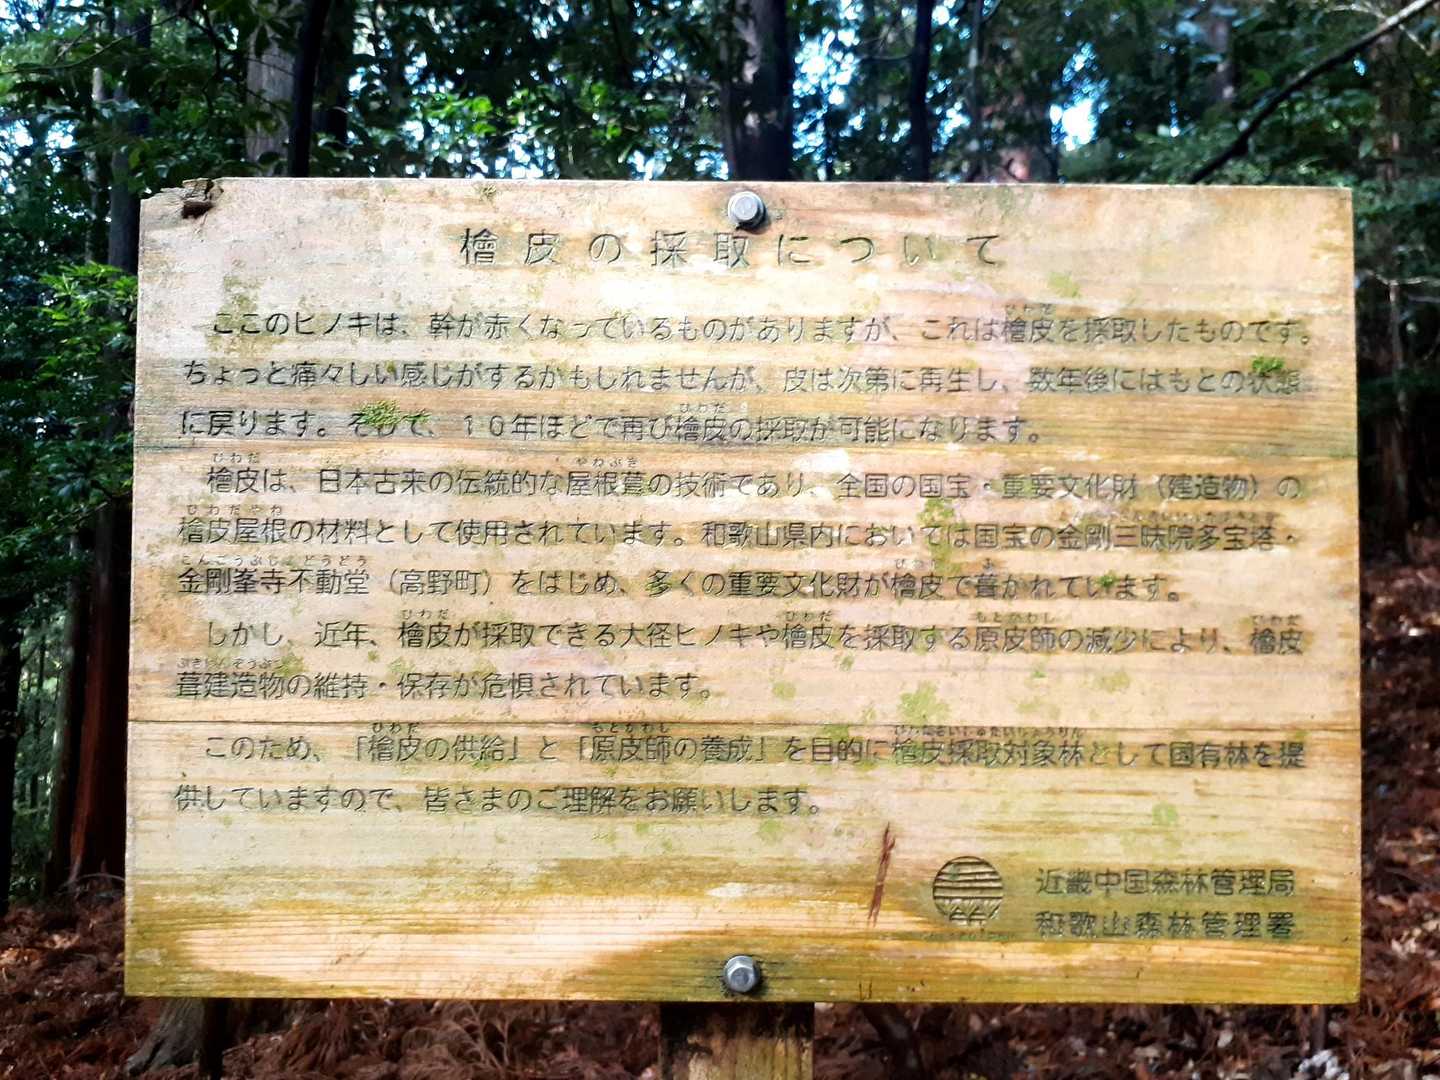 檜皮の採取について
ここのヒノキは、幹が赤くなっているものがありますが、これは檜皮を採取したものです。
ちょっと痛々しい感じがするかもしれませんが、皮は次第に再生し、数年後にはもとの状態
に戻ります。そして、10年ほどで再び檜皮の採取が可能になります。
檜皮は、日本古来の伝統的な屋根葺の技術であり、全国の国宝・重要文化財（建造物）の
檜皮屋根の材料として使用されています。和歌山県内においては国宝の金剛三昧院多宝塔・
金剛峯寺不動堂（高野町）をはじめ、多くの重要文化財が檜皮で葺かれています。
しかし、近年、檜皮が採取できる大径ヒノキや檜皮を採取する原皮師の減少により、檜皮
葺建造物の維持・保存が危惧されています。
このため、「檜皮の供給」と「原皮師の養成」を目的に檜皮採取対象林として国有林を提
供していますので、皆さまのご理解をお願いします。
近畿中国森林管理局
和歌山森林管理署